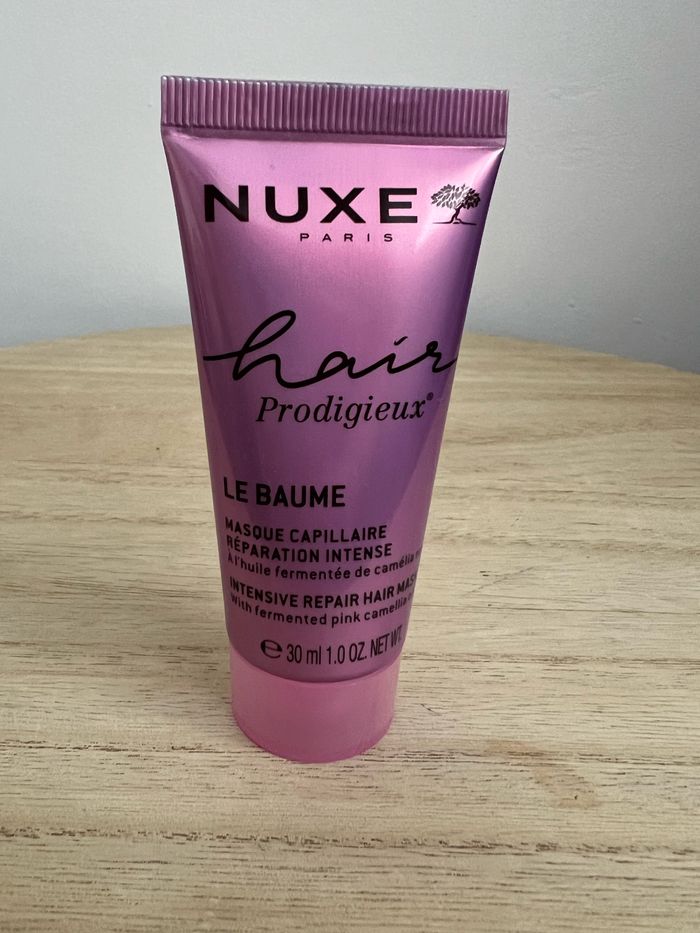 NUXE
PARIS
hair
Prodigieux®
LE BAUME
MASQUE CAPILLAIRE
RÉPARATION INTENSE
À l'huile fermentée de camélia
INTENSIVE REPAIR HAIR
with fermented pink camellia
℮ 30 ml 1.0 OZ. NET WT.